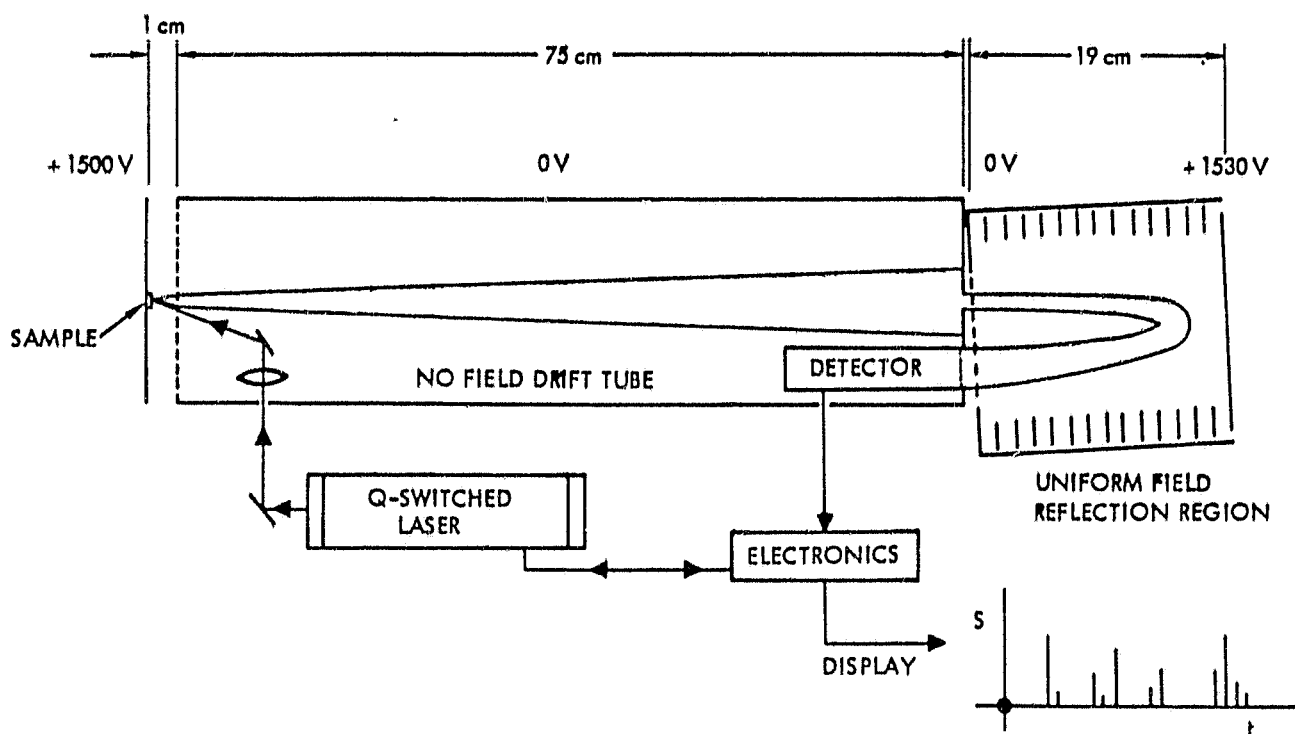 1 cm
75 cm
19 cm
+ 1500 V
0 V
0 V
+ 1530 V
SAMPLE
NO FIELD DRIFT TUBE
DETECTOR
Q-SWITCHED
LASER
ELECTRONICS
UNIFORM FIELD
REFLECTION REGION
DISPLAY
S
t